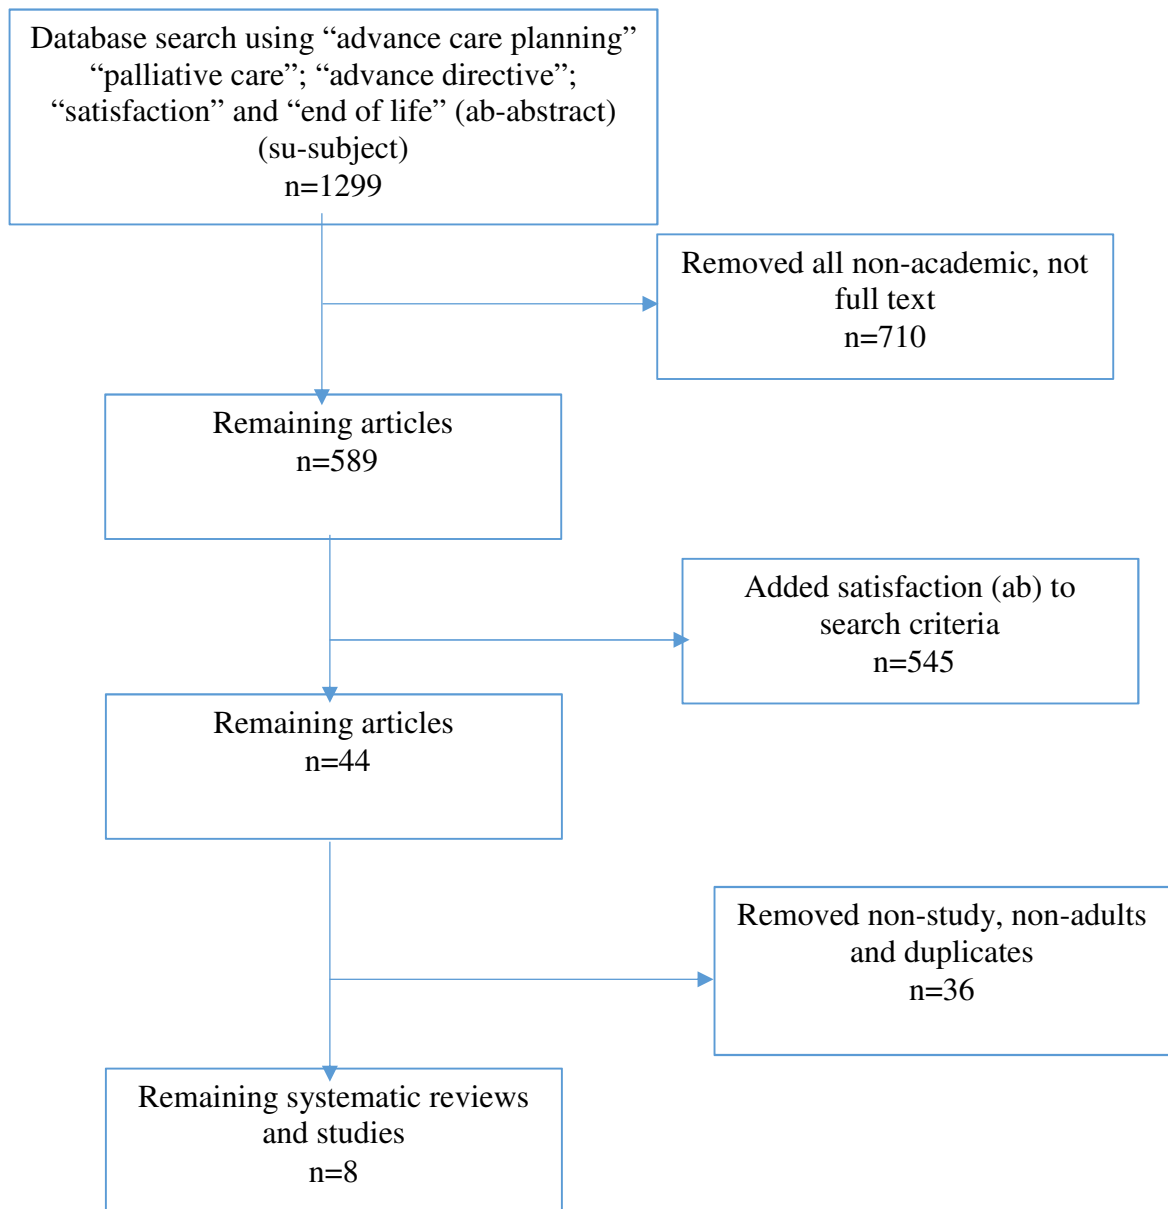 Database search using “advance care planning”
“palliative care”; “advance directive”;
“satisfaction” and “end of life” (ab-abstract)
(su-subject)
n=1299
Removed all non-academic, not
full text
n=710
Remaining articles
n=589
Added satisfaction (ab) to
search criteria
n=545
Remaining articles
n=44
Removed non-study, non-adults
and duplicates
n=36
Remaining systematic reviews
and studies
n=8